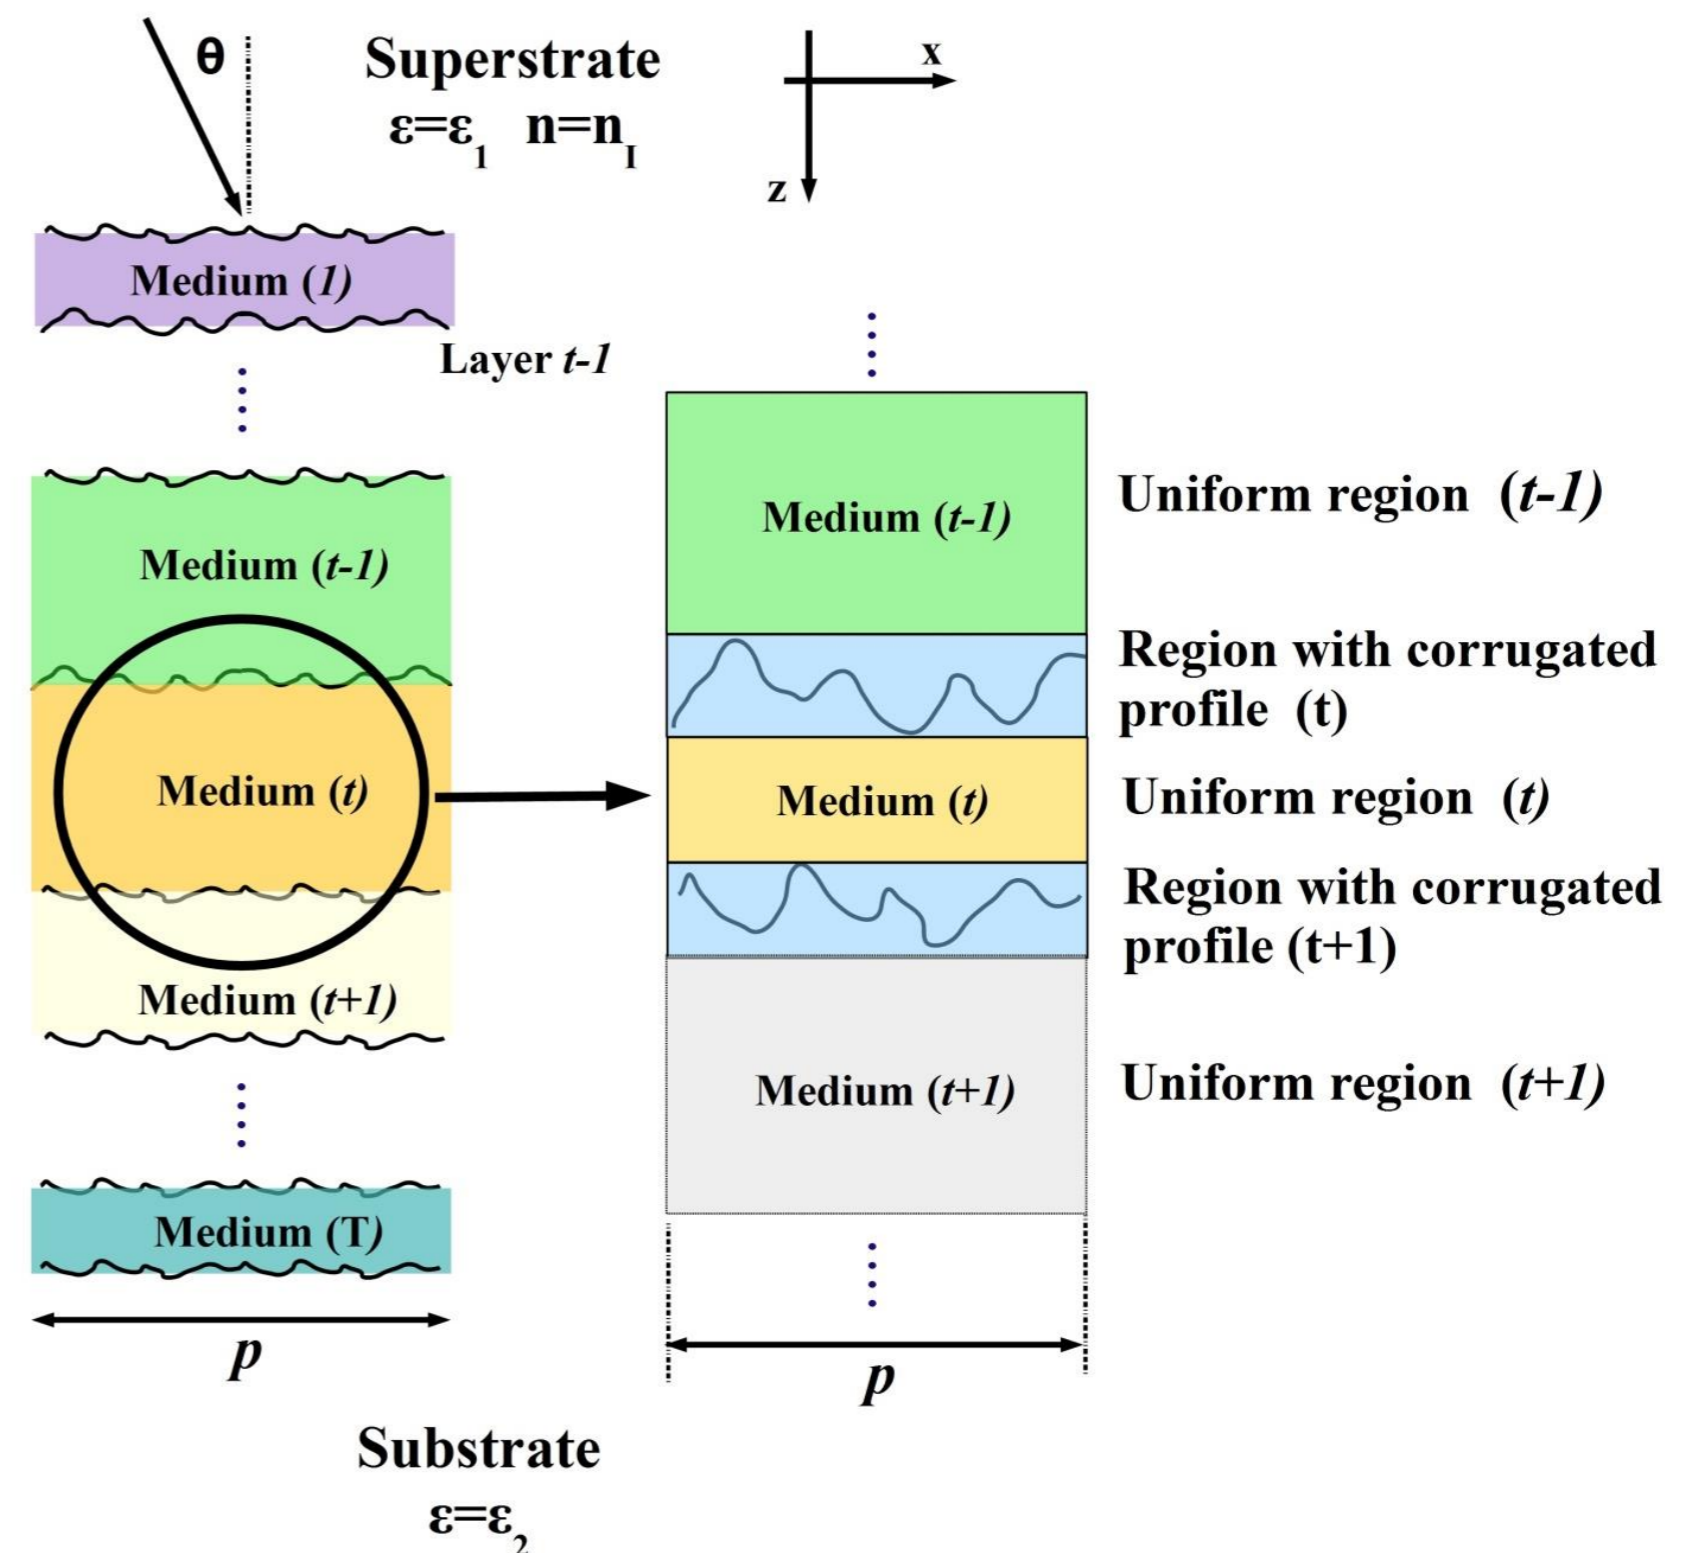 θ
Superstrate
ε=ε₁ n=n_I
x
z
Medium (1)
Layer t-1
Medium (t-1)
Medium (t)
Medium (t+1)
Medium (T)
p
Substrate
ε=ε₂
Medium (t-1)
Uniform region (t-1)
Region with corrugated
profile (t)
Medium (t)
Uniform region (t)
Region with corrugated
profile (t+1)
Medium (t+1)
Uniform region (t+1)
p